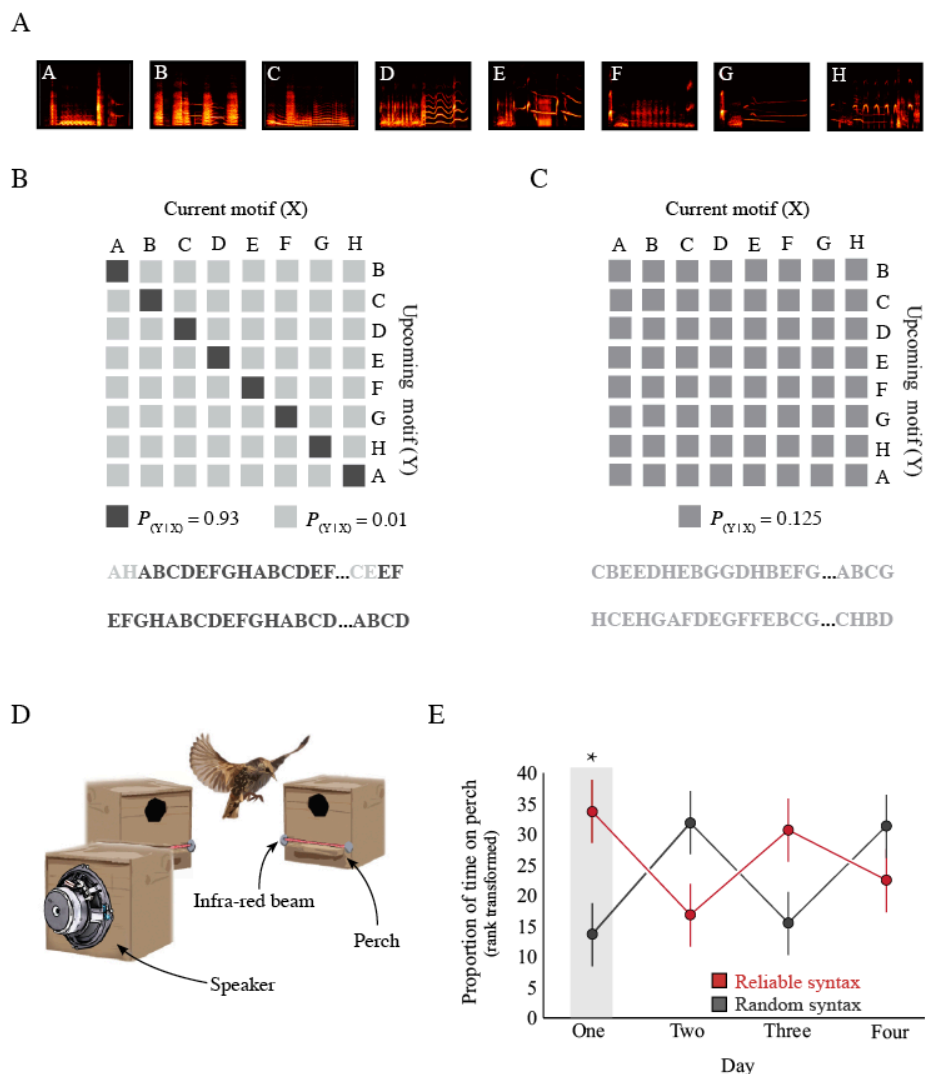 A
A B C D E F G H
B
Current motif (X)
A B C D E F G H
B
C
D
E
F
G
H
A
Upcoming motif (Y)
P(Y|X) = 0.93 P(Y|X) = 0.01
AHABCDEFGHABCDEF...CEEF
EFGHABCDEFGHABCD...ABCD
C
Current motif (X)
A B C D E F G H
B
C
D
E
F
G
H
A
Upcoming motif (Y)
P(Y|X) = 0.125
CBEEDHEBGGDHBEFG...ABCG
HCEHGAFDEGFFEBCG...CHBD
D
Infra-red beam
Perch
Speaker
E
Proportion of time on perch
(rank transformed)
40
35
30
25
20
15
10
5
0
*
Reliable syntax
Random syntax
One Two Three Four
Day